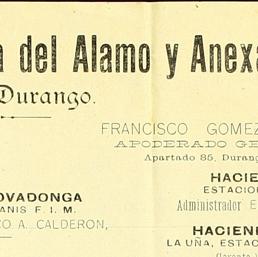 a del Alamo y Anexa
Durango.
FRANCISCO GOMEZ
APODERADO GE
Apartado 85, Durang
HACIE
ESTACIO
Administrador E
OVADONGA
ANIS F. I. M.
O A. CALDERON,
HACIEN
LA UÑA, ESTAC